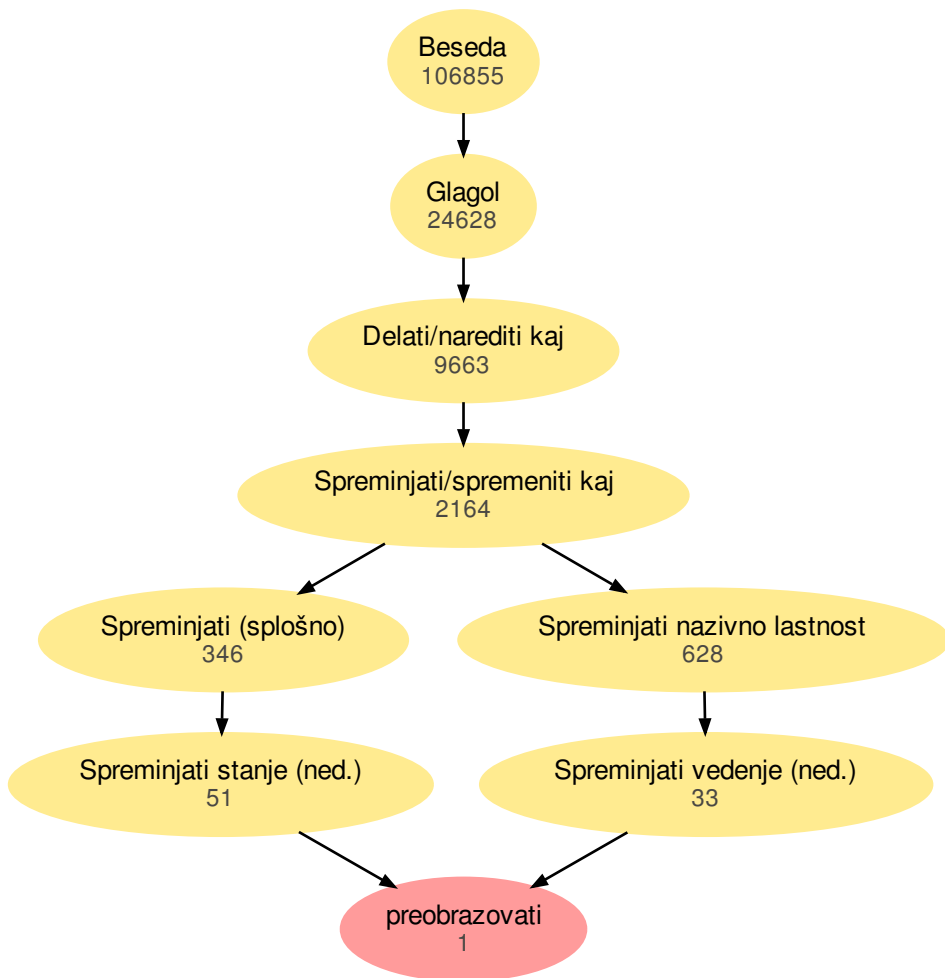 Beseda
106855
Glagol
24628
Delati/narediti kaj
9663
Spreminjati/spremeniti kaj
2164
Spreminjati (splošno)
346
Spreminjati nazivno lastnost
628
Spreminjati stanje (ned.)
51
Spreminjati vedenje (ned.)
33
preobrazovati
1